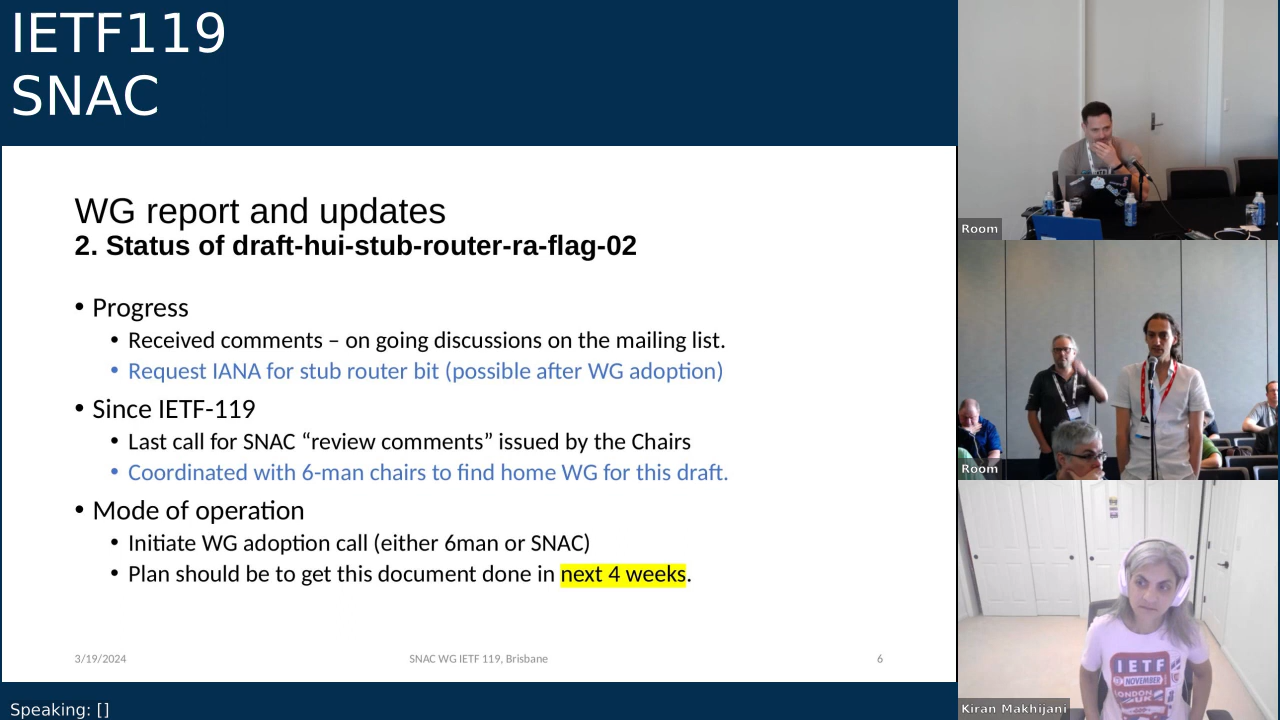 IETF119
SNAC
WG report and updates
2. Status of draft-hui-stub-router-ra-flag-02
• Progress
• Received comments – on going discussions on the mailing list.
• Request IANA for stub router bit (possible after WG adoption)
• Since IETF-119
• Last call for SNAC “review comments” issued by the Chairs
• Coordinated with 6-man chairs to find home WG for this draft.
• Mode of operation
• Initiate WG adoption call (either 6man or SNAC)
• Plan should be to get this document done in next 4 weeks.
3/19/2024
SNAC WG IETF 119, Brisbane
6
Speaking: []
Room
Room
IETF
NOVEMBER
LONDON
UK
Kiran Makhijani